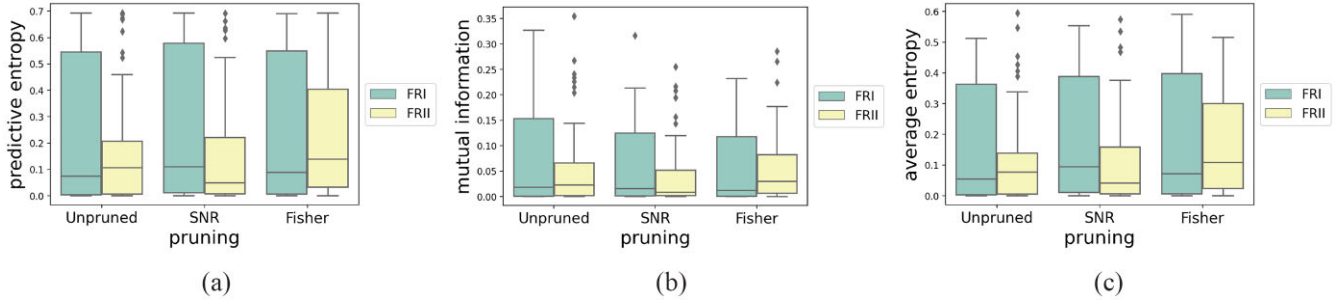 predictive entropy
0.7
0.6
0.5
0.4
0.3
0.2
0.1
0.0
Unpruned SNR Fisher
pruning
FRI
FRII
(a)
mutual information
0.35
0.30
0.25
0.20
0.15
0.10
0.05
0.00
Unpruned SNR Fisher
pruning
FRI
FRII
(b)
average entropy
0.6
0.5
0.4
0.3
0.2
0.1
0.0
Unpruned SNR Fisher
pruning
FRI
FRII
(c)